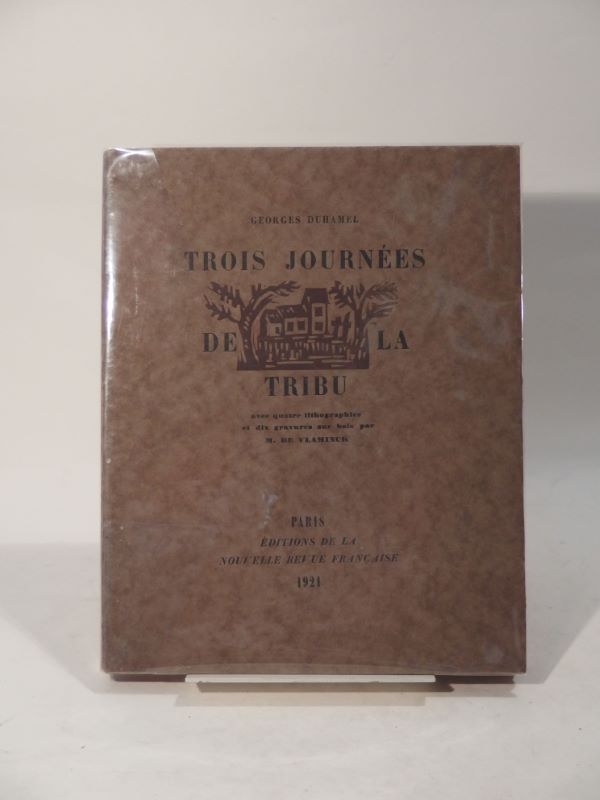 GEORGES DUHAMEL
TROIS JOURNÉES
DE LA
TRIBU
avec quatre lithographies
et dix gravures sur bois par
M. DE VLAMINCK
PARIS
ÉDITIONS DE LA
NOUVELLE REVUE FRANÇAISE
1921